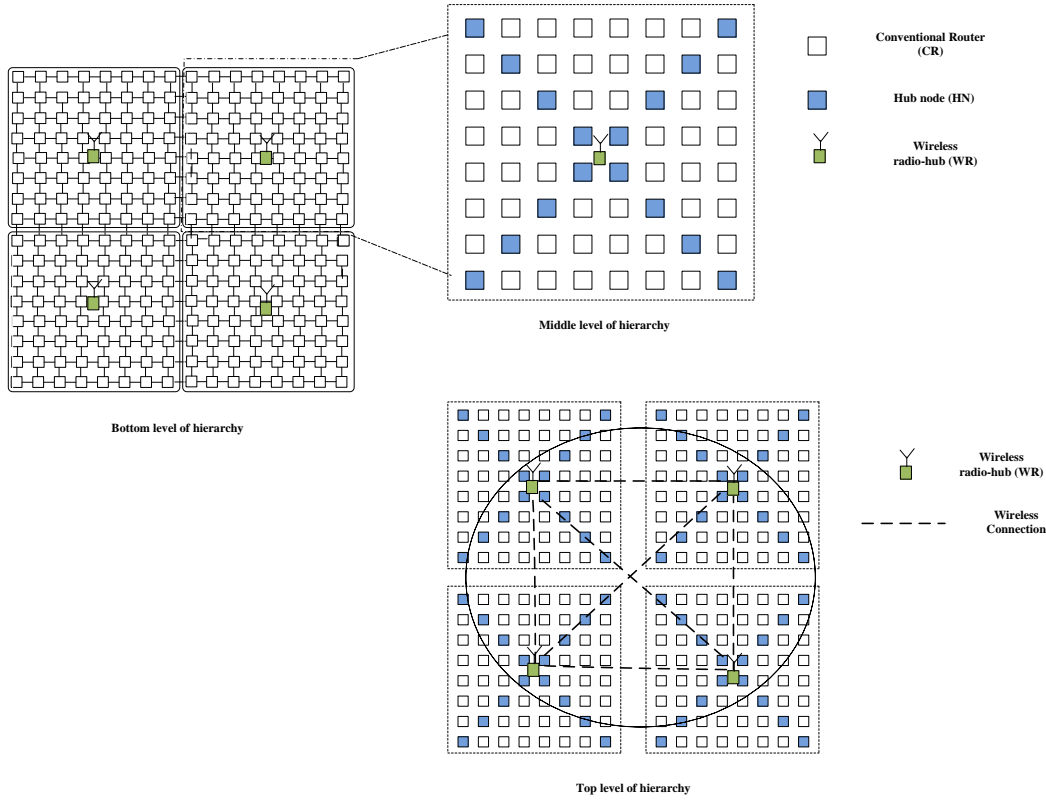 Conventional Router
(CR)
Hub node (HN)
Wireless
radio-hub (WR)
Middle level of hierarchy
Bottom level of hierarchy
Wireless
radio-hub (WR)
Wireless
Connection
Top level of hierarchy